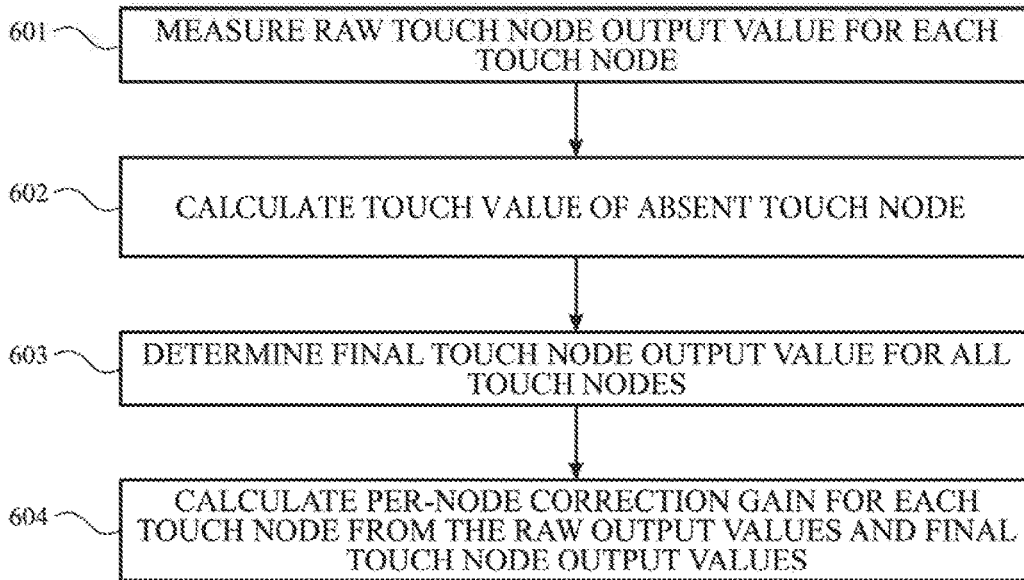 601
MEASURE RAW TOUCH NODE OUTPUT VALUE FOR EACH
TOUCH NODE
602
CALCULATE TOUCH VALUE OF ABSENT TOUCH NODE
603
DETERMINE FINAL TOUCH NODE OUTPUT VALUE FOR ALL
TOUCH NODES
604
CALCULATE PER-NODE CORRECTION GAIN FOR EACH
TOUCH NODE FROM THE RAW OUTPUT VALUES AND FINAL
TOUCH NODE OUTPUT VALUES